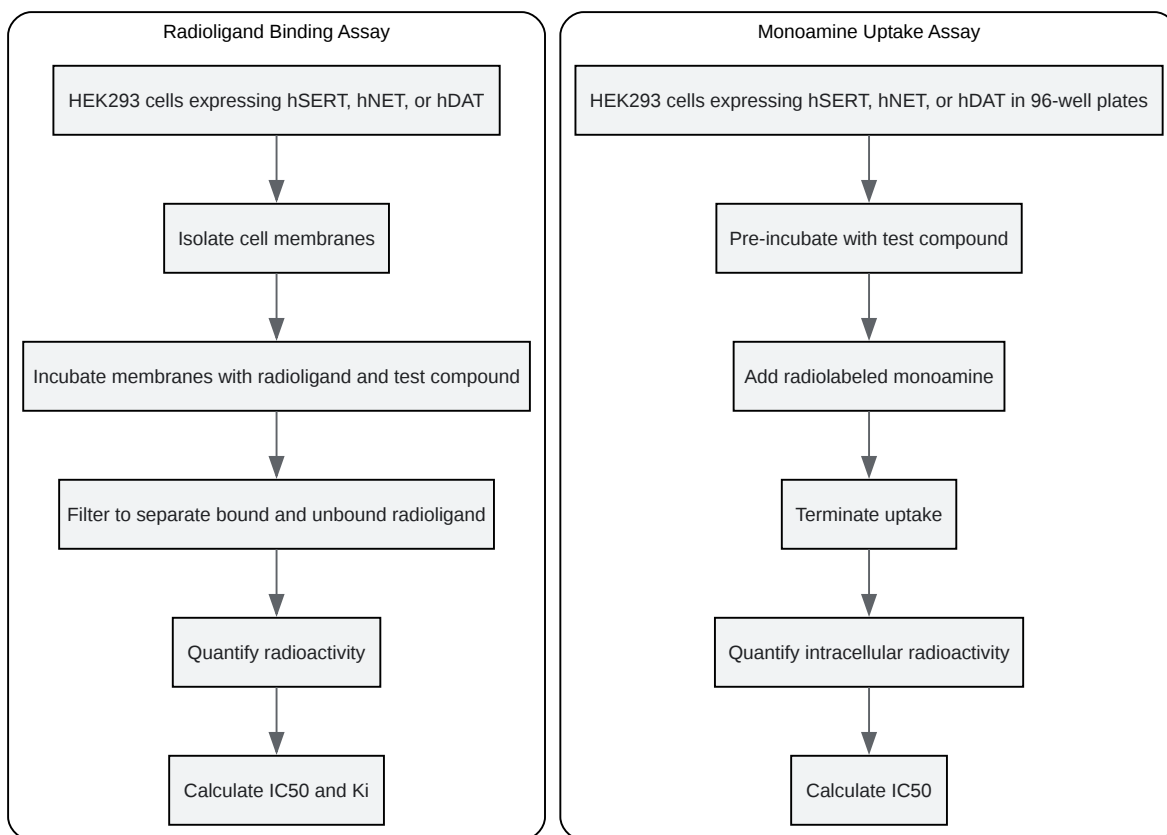 Radioligand Binding Assay
HEK293 cells expressing hSERT, hNET, or hDAT
Isolate cell membranes
Incubate membranes with radioligand and test compound
Filter to separate bound and unbound radioligand
Quantify radioactivity
Calculate IC50 and Ki
Monoamine Uptake Assay
HEK293 cells expressing hSERT, hNET, or hDAT in 96-well plates
Pre-incubate with test compound
Add radiolabeled monoamine
Terminate uptake
Quantify intracellular radioactivity
Calculate IC50